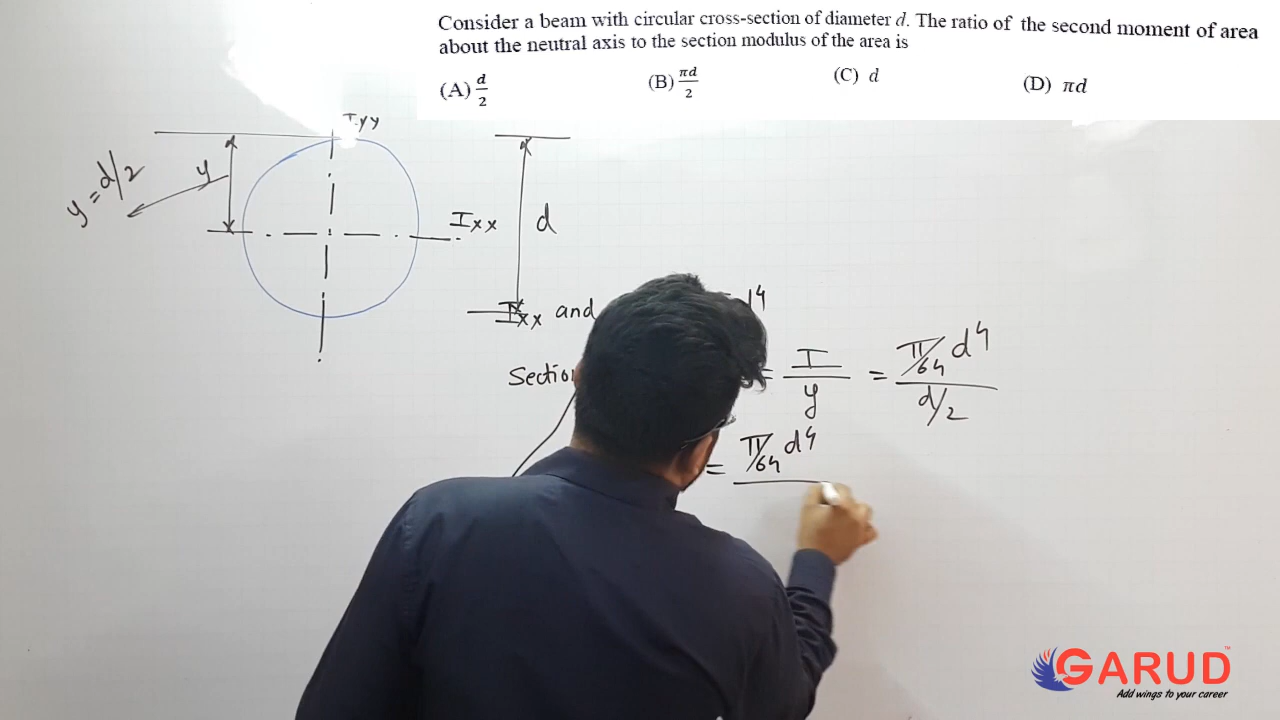 Consider a beam with circular cross-section of diameter d. The ratio of the second moment of area
about the neutral axis to the section modulus of the area is
(A) d/2 (B) πd/2 (C) d (D) πd
Iyy
y = d/2
y
Ixx
d
Ixx and d⁴
Section = I/y = π/64 d⁴ / d/2
= π/64 d⁴
GARUD
Add wings to your career